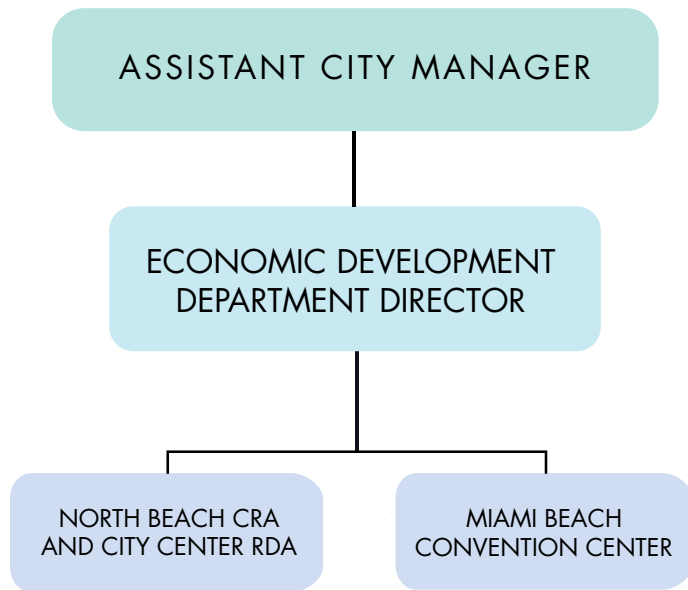 ASSISTANT CITY MANAGER
ECONOMIC DEVELOPMENT
DEPARTMENT DIRECTOR
NORTH BEACH CRA
AND CITY CENTER RDA
MIAMI BEACH
CONVENTION CENTER